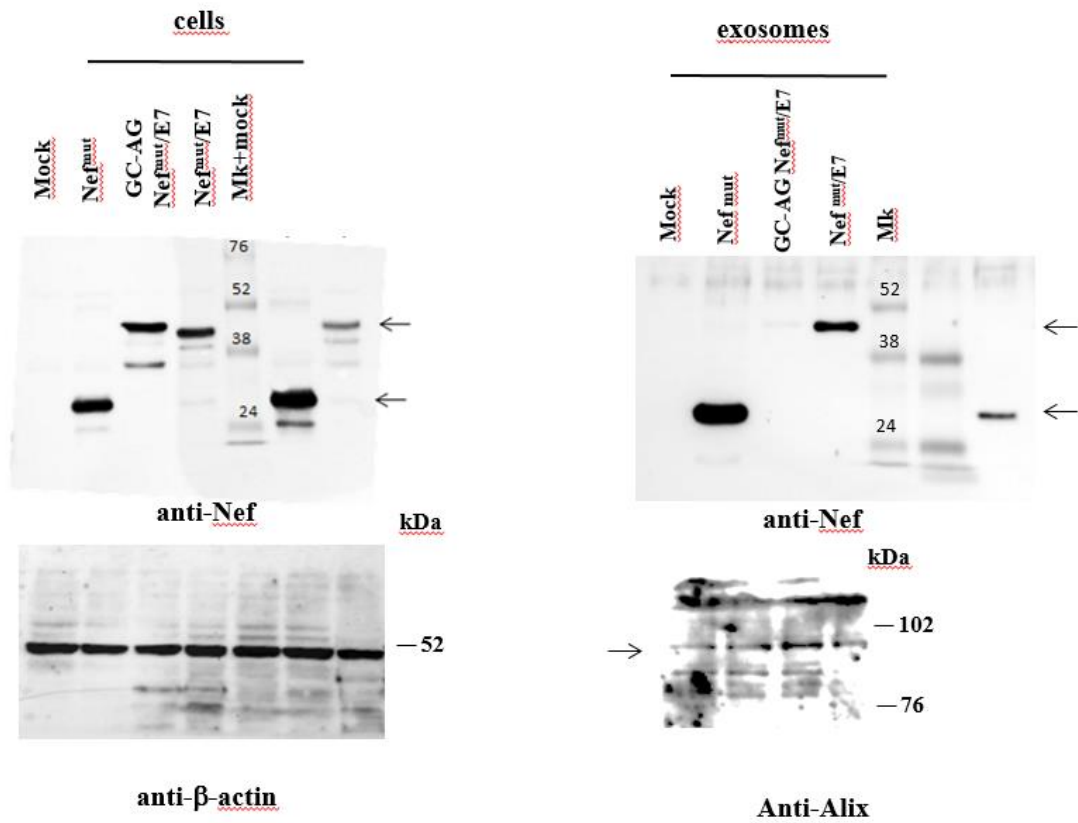 cells
Mock
Nefmut
GC-AG
Nefmut/E7
Nefmut/E7
Mk+mock
76
52
38
24
anti-Nef
kDa
—52
anti-β-actin
exosomes
Mock
Nef mut
GC-AG Nefmut/E7
Nef mut/E7
Mk
52
38
24
anti-Nef
kDa
—102
—76
Anti-Alix